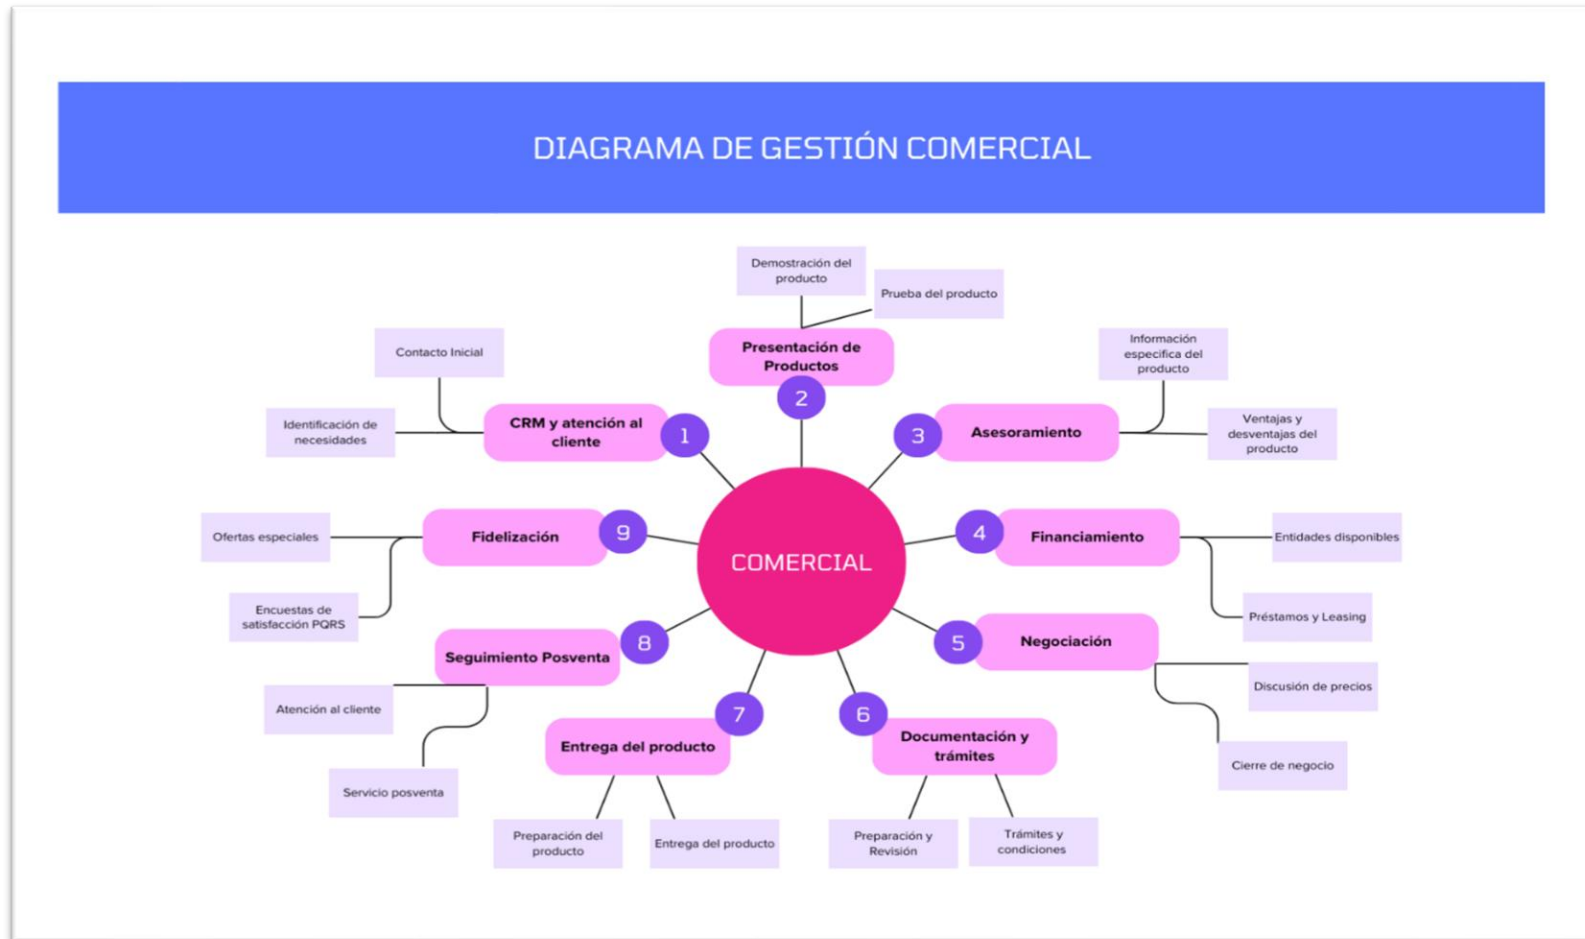 DIAGRAMA DE GESTIÓN COMERCIAL
Demostración del
producto
Prueba del producto
Presentación de
Productos
2
Contacto Inicial
Identificación de
necesidades
CRM y atención al
cliente
1
3
Asesoramiento
Información
especifica del
producto
Ventajas y
desventajas del
producto
Ofertas especiales
Encuestas de
satisfacción PQRS
Fidelización
9
COMERCIAL
4
Financiamiento
Entidades disponibles
Préstamos y Leasing
Seguimiento Posventa
8
Atención al cliente
Servicio posventa
5
Negociación
Discusión de precios
Cierre de negocio
7
Entrega del producto
Preparación del
producto
Entrega del producto
6
Documentación y
trámites
Preparación y
Revisión
Trámites y
condiciones